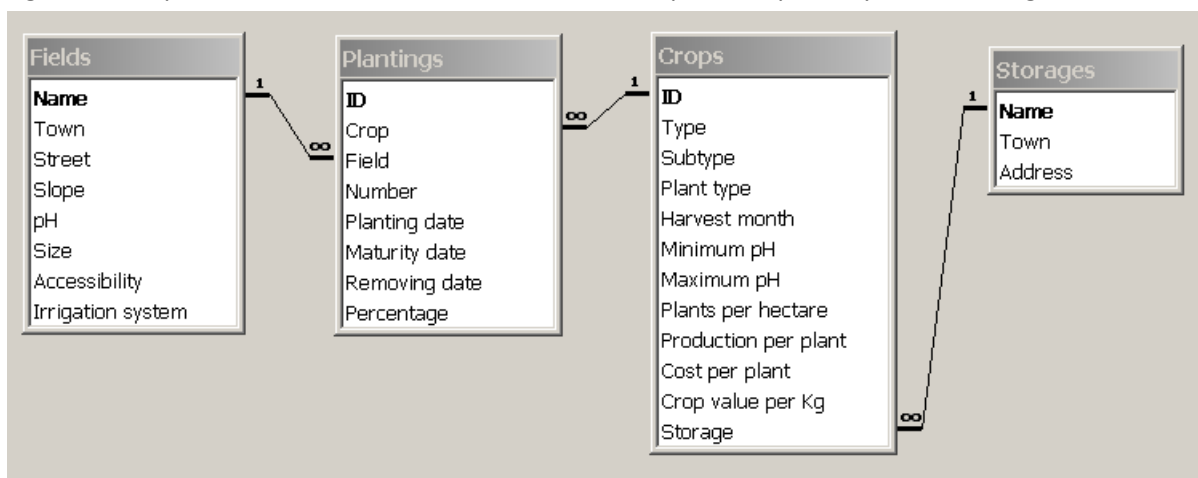 Fields
Name
Town
Street
Slope
pH
Size
Accessibility
Irrigation system
1
∞
Plantings
ID
Crop
Field
Number
Planting date
Maturity date
Removing date
Percentage
∞
1
Crops
ID
Type
Subtype
Plant type
Harvest month
Minimum pH
Maximum pH
Plants per hectare
Production per plant
Cost per plant
Crop value per Kg
Storage
∞
1
Storages
Name
Town
Address